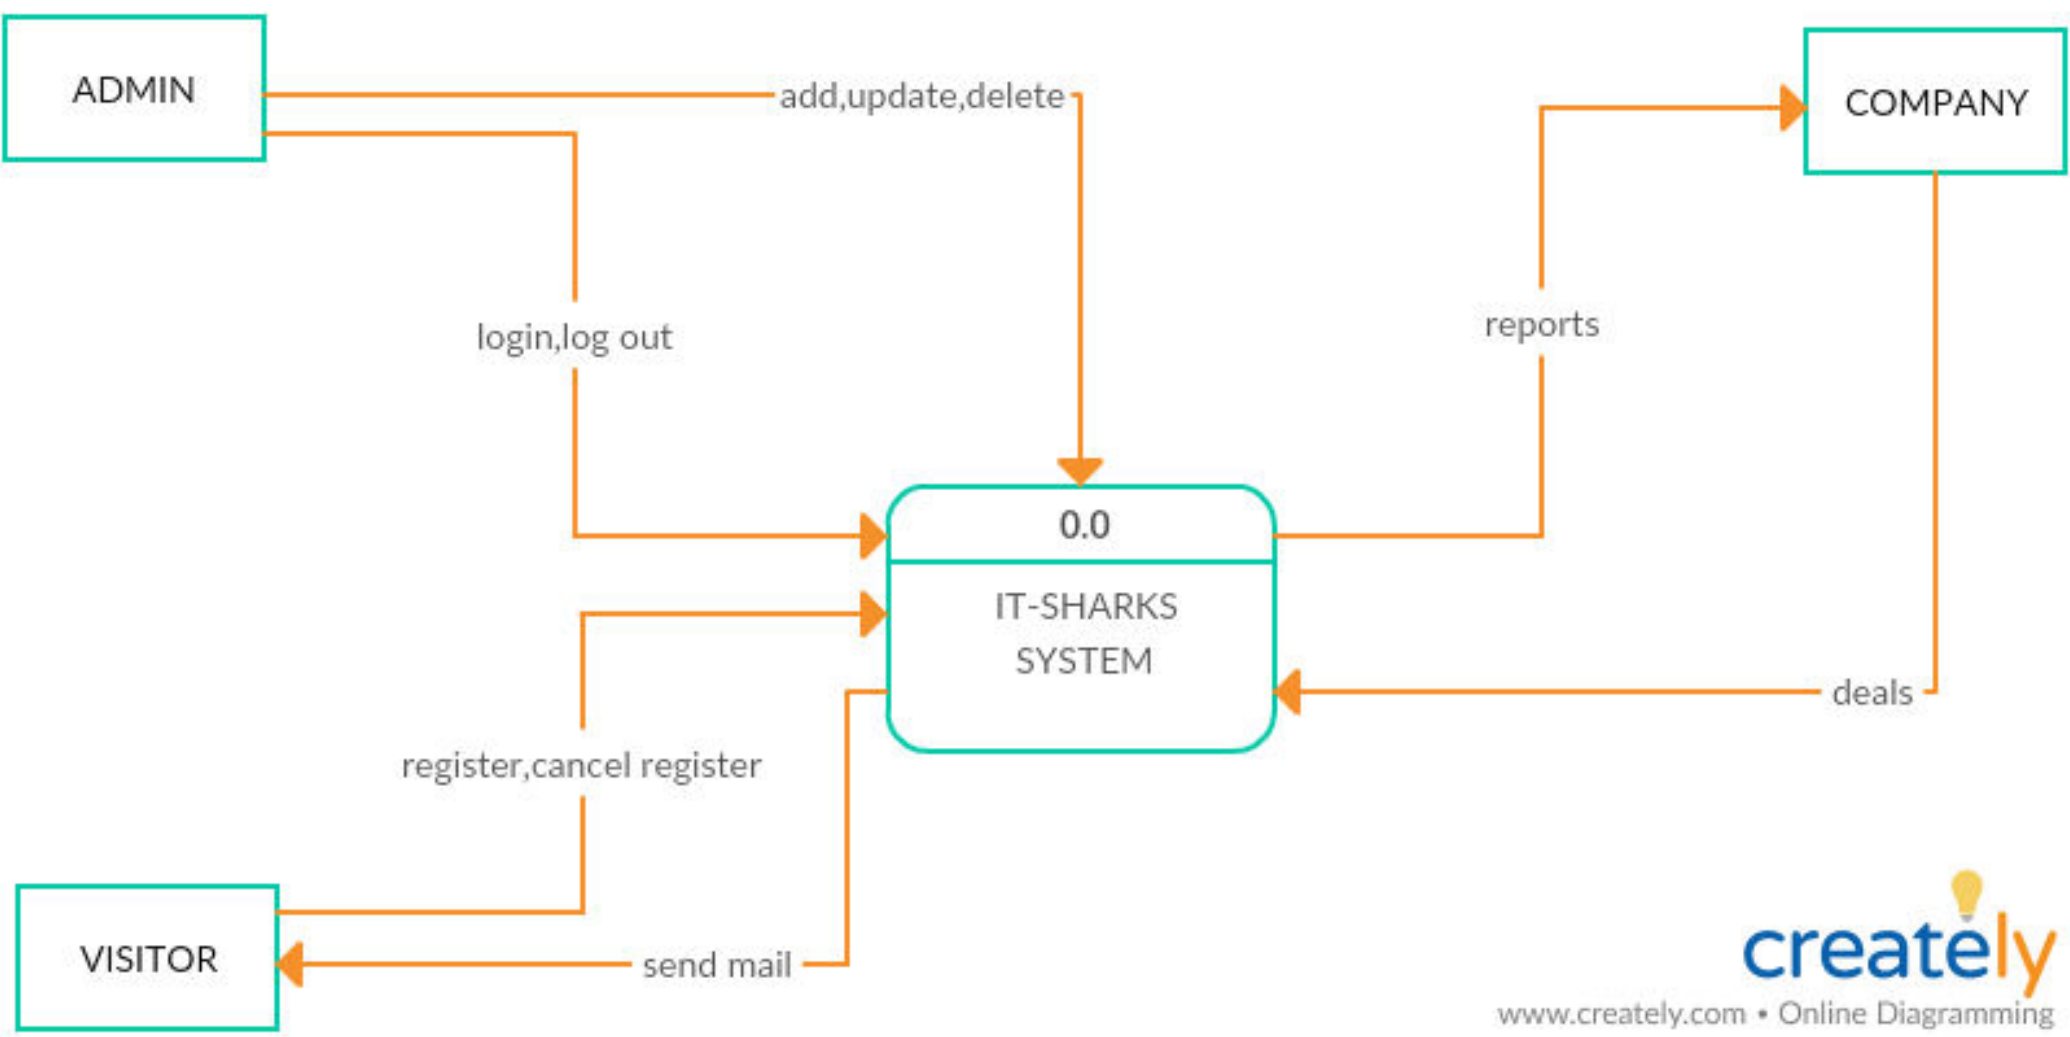 ADMIN
add,update,delete
COMPANY
login,log out
reports
0.0
IT-SHARKS
SYSTEM
deals
register,cancel register
VISITOR
send mail
creately
www.creately.com • Online Diagramming